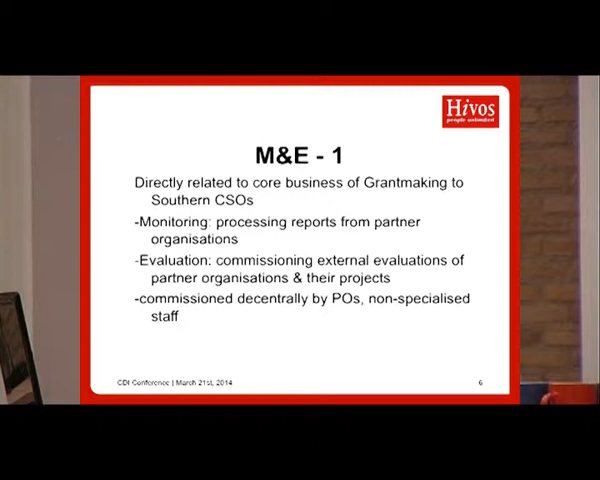 Hivos
people unlimited
M&E - 1
Directly related to core business of Grantmaking to
Southern CSOs
-Monitoring: processing reports from partner
organisations
-Evaluation: commissioning external evaluations of
partner organisations & their projects
-commissioned decentrally by POs, non-specialised
staff
CDI Conference | March 21st, 2014
6